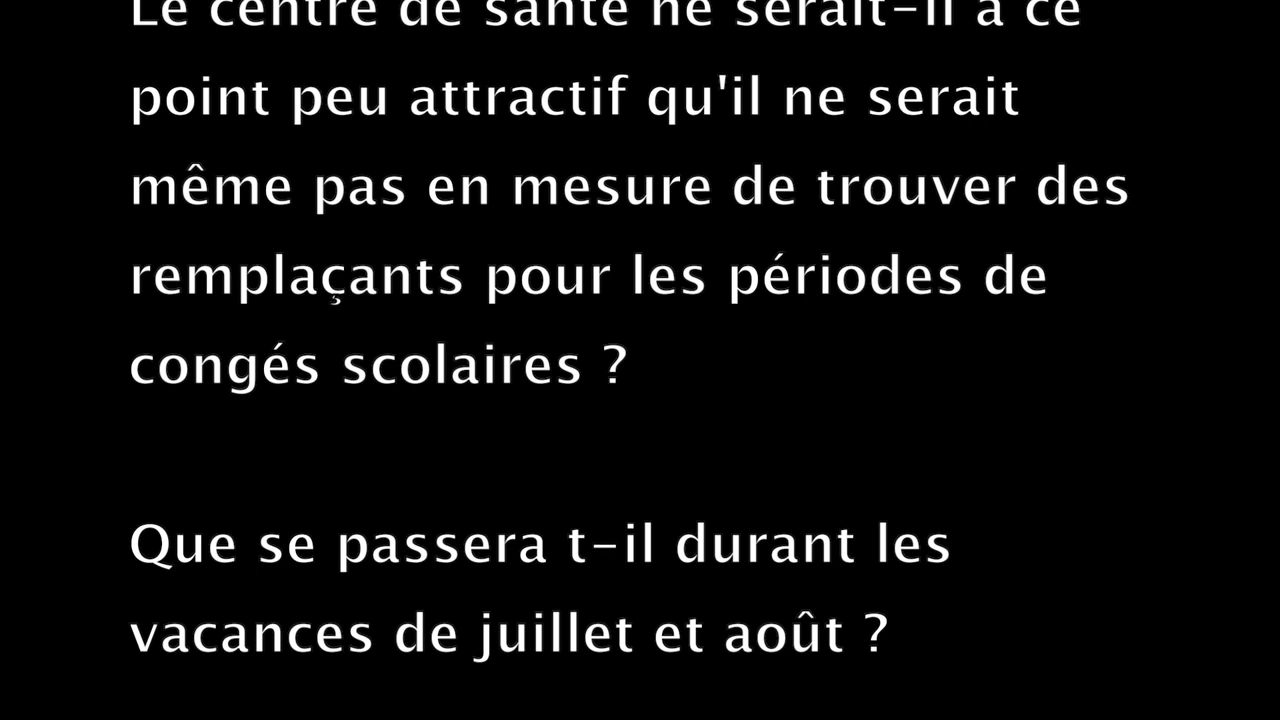 Le centre de santé ne serait-il à ce
point peu attractif qu'il ne serait
même pas en mesure de trouver des
remplaçants pour les périodes de
congés scolaires ?
Que se passera t-il durant les
vacances de juillet et août ?